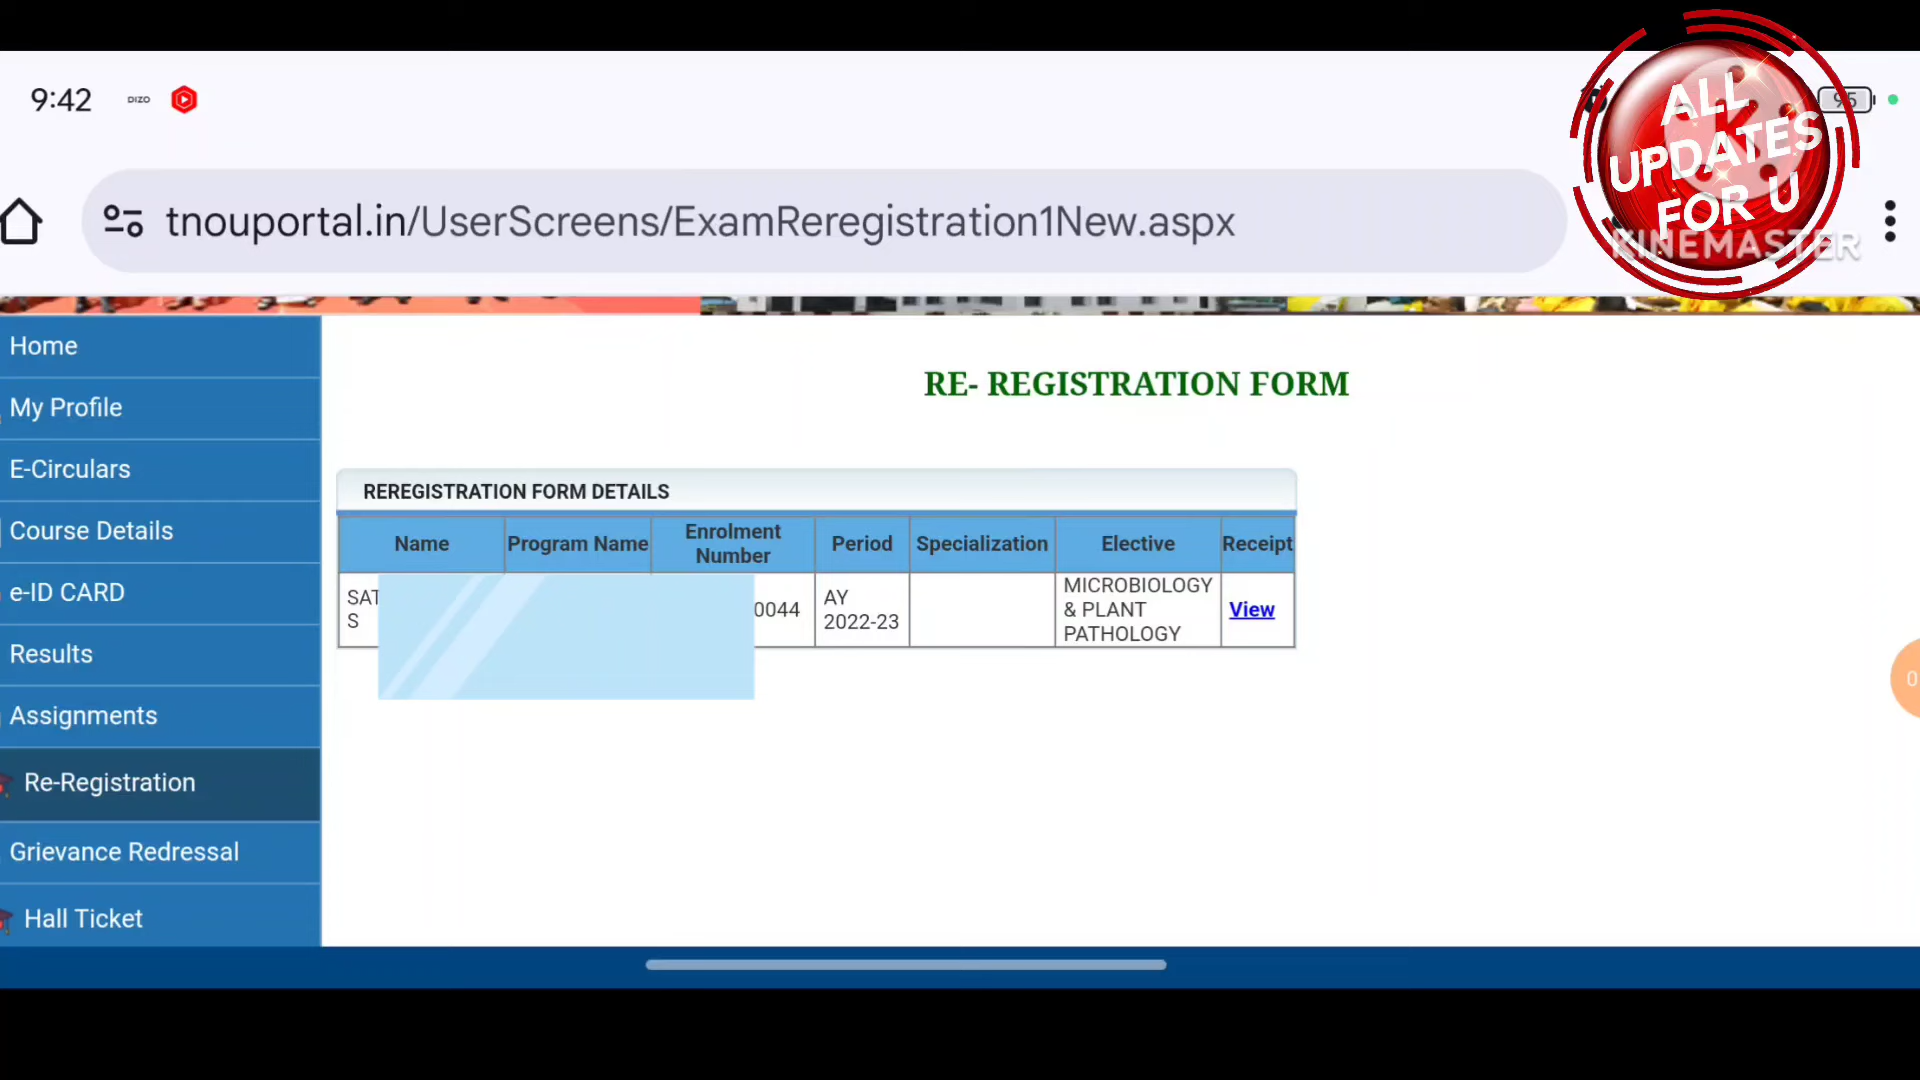 9:42
DIZO
95
ALL
UPDATES
FOR U
KINEMASTER
tnouportal.in/UserScreens/ExamReregistration1New.aspx
Home
My Profile
E-Circulars
Course Details
e-ID CARD
Results
Assignments
Re-Registration
Grievance Redressal
Hall Ticket
RE- REGISTRATION FORM
REREGISTRATION FORM DETAILS
Name Program Name Enrolment Number Period Specialization Elective Receipt
SAT
S
0044
AY
2022-23
MICROBIOLOGY
& PLANT
PATHOLOGY
View
0